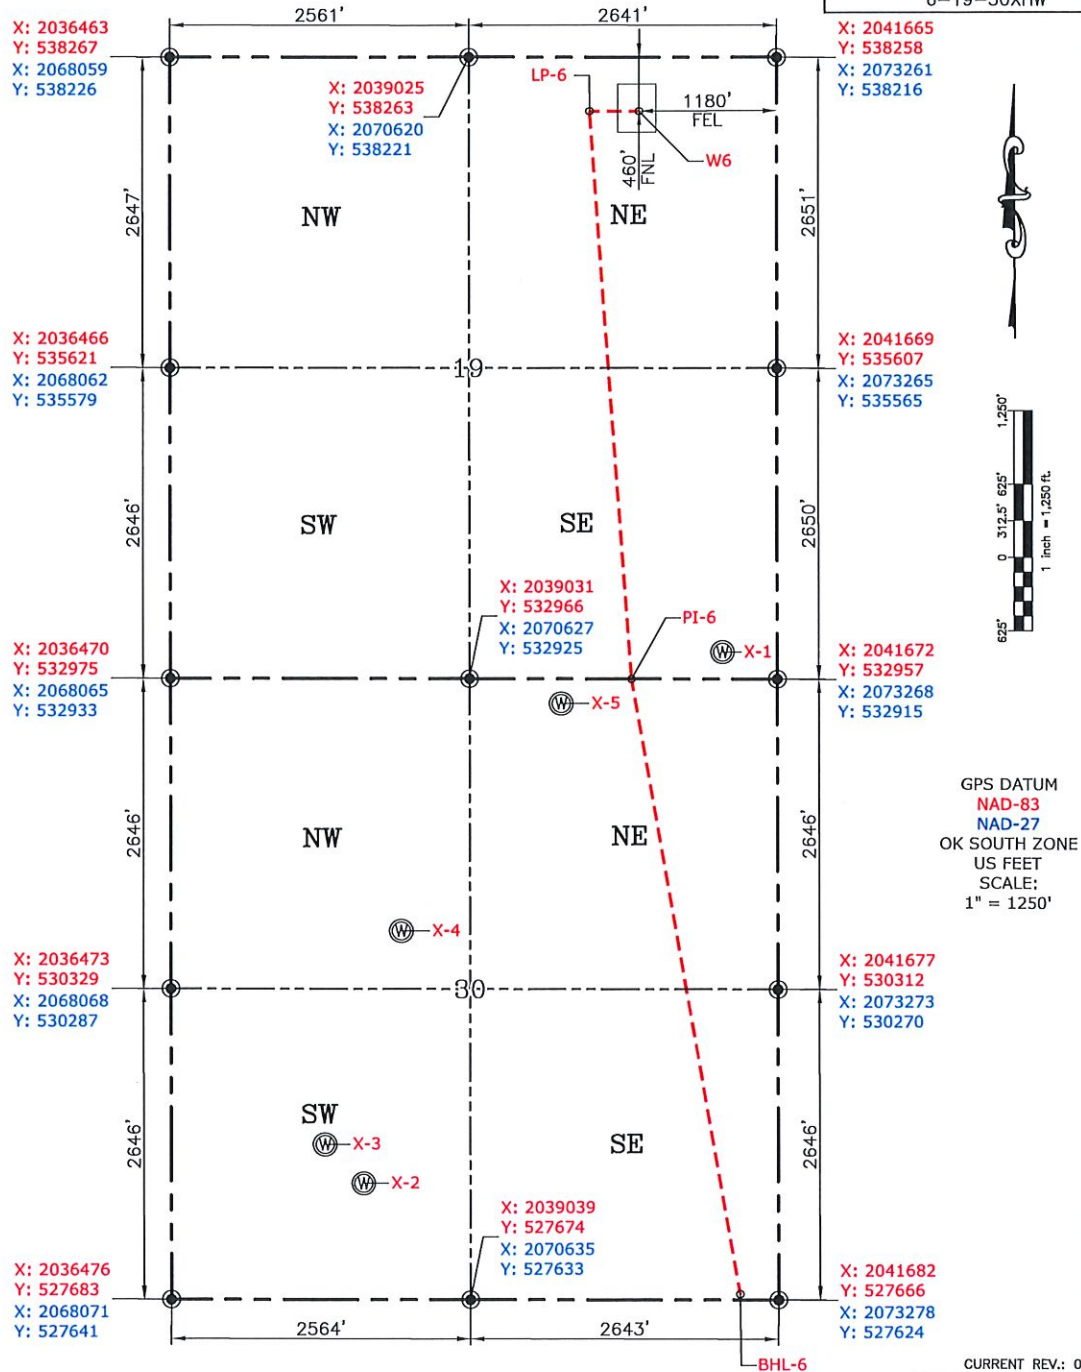 6-19-30XHW
2561'
2641'
X: 2036463
Y: 538267
X: 2068059
Y: 538226
X: 2039025
Y: 538263
X: 2070620
Y: 538221
X: 2041665
Y: 538258
X: 2073261
Y: 538216
LP-6
1180'
FEL
460'
FNL
W6
2647'
NW
NE
2651'
X: 2036466
Y: 535621
X: 2068062
Y: 535579
19
X: 2041669
Y: 535607
X: 2073265
Y: 535565
2646'
SW
SE
2650'
1,250'
625'
312.5'
0
625'
1 inch = 1,250 ft.
X: 2039031
Y: 532966
X: 2070627
Y: 532925
PI-6
X-1
X: 2036470
Y: 532975
X: 2068065
Y: 532933
X-5
X: 2041672
Y: 532957
X: 2073268
Y: 532915
2646'
NW
NE
2646'
GPS DATUM
NAD-83
NAD-27
OK SOUTH ZONE
US FEET
SCALE:
1" = 1250'
X-4
X: 2036473
Y: 530329
X: 2068068
Y: 530287
30
X: 2041677
Y: 530312
X: 2073273
Y: 530270
2646'
SW
SE
2646'
X-3
X-2
X: 2039039
Y: 527674
X: 2070635
Y: 527633
X: 2036476
Y: 527683
X: 2068071
Y: 527641
X: 2041682
Y: 527666
X: 2073278
Y: 527624
2564'
2643'
BHL-6
CURRENT REV.: 0